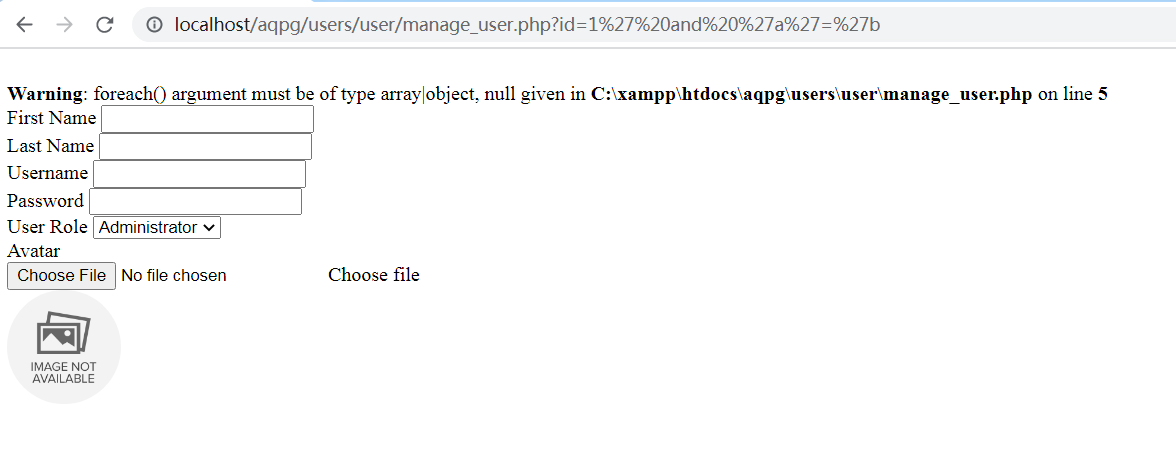 localhost/aqpg/users/user/manage_user.php?id=1%27%20and%20%27a%27=%27b
Warning: foreach() argument must be of type array|object, null given in C:\xampp\htdocs\aqpg\users\user\manage_user.php on line 5
First Name
Last Name
Username
Password
User Role Administrator
Avatar
Choose File No file chosen Choose file
IMAGE NOT
AVAILABLE